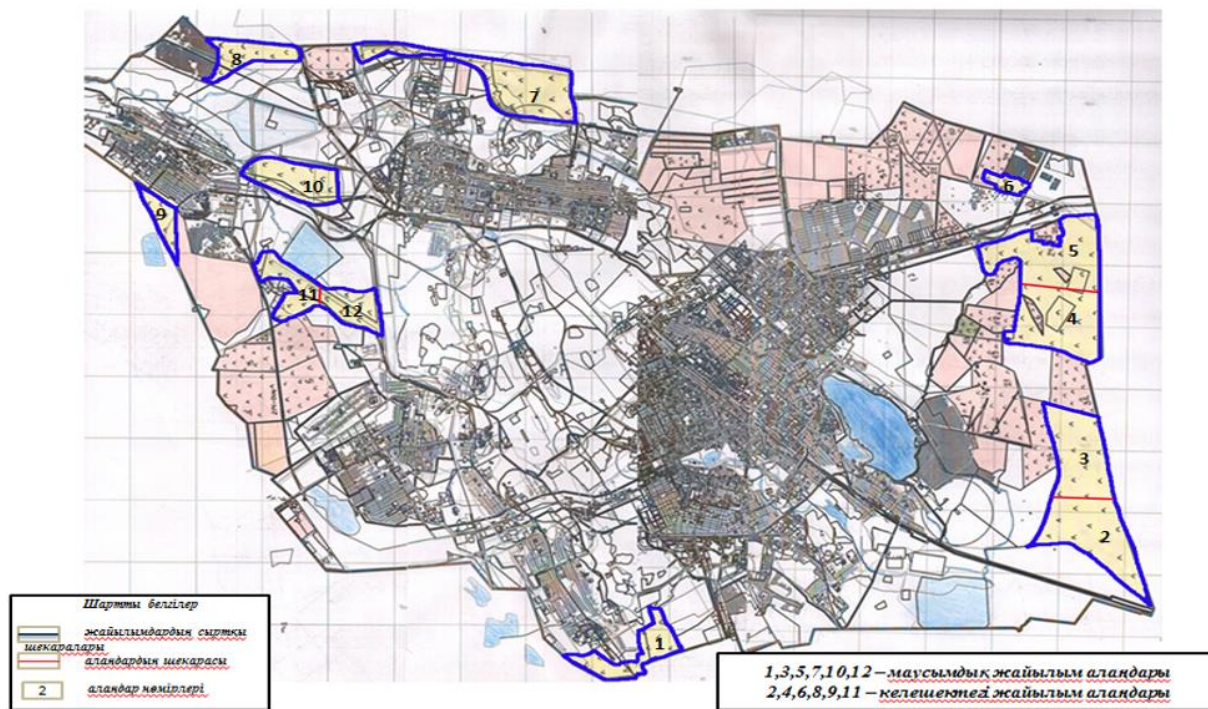 8
7
10
6
9
5
11
12
4
3
2
1
Шартты белгілер
жайылымдардың сыртқы
шекаралары
алаңдардың шекарасы
2 алаңдар нөмірлері
1,3,5,7,10,12 – маусымдық жайылым алаңдары
2,4,6,8,9,11 – келешектегі жайылым алаңдары